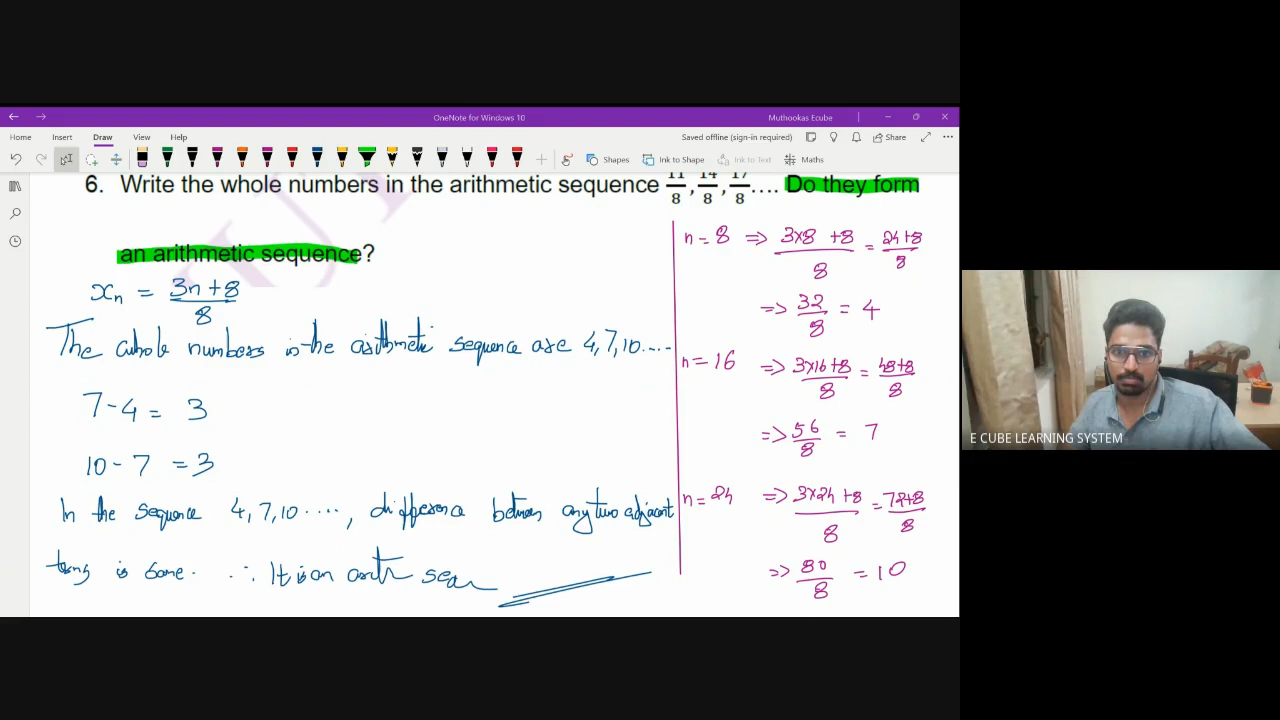 OneNote for Windows 10
Muthookas Ecube
Home Insert Draw View Help
Saved offline (sign-in required) Share
Shapes Ink to Shape Ink to Text Maths
6. Write the whole numbers in the arithmetic sequence 11/8, 14/8, 17/8.... Do they form
an arithmetic sequence?
xn = (3n+8)/8
The whole numbers in the arithmetic sequence are 4, 7, 10.....
7-4 = 3
10-7 = 3
In the sequence 4, 7, 10....., difference between any two adjacent
terms is same. ∴ It is an arith seq
n=8 => (3×8+8)/8 = (24+8)/8
=> 32/8 = 4
n=16 => (3×16+8)/8 = (48+8)/8
=> 56/8 = 7
n=24 => (3×24+8)/8 = (72+8)/8
=> 80/8 = 10
E CUBE LEARNING SYSTEM